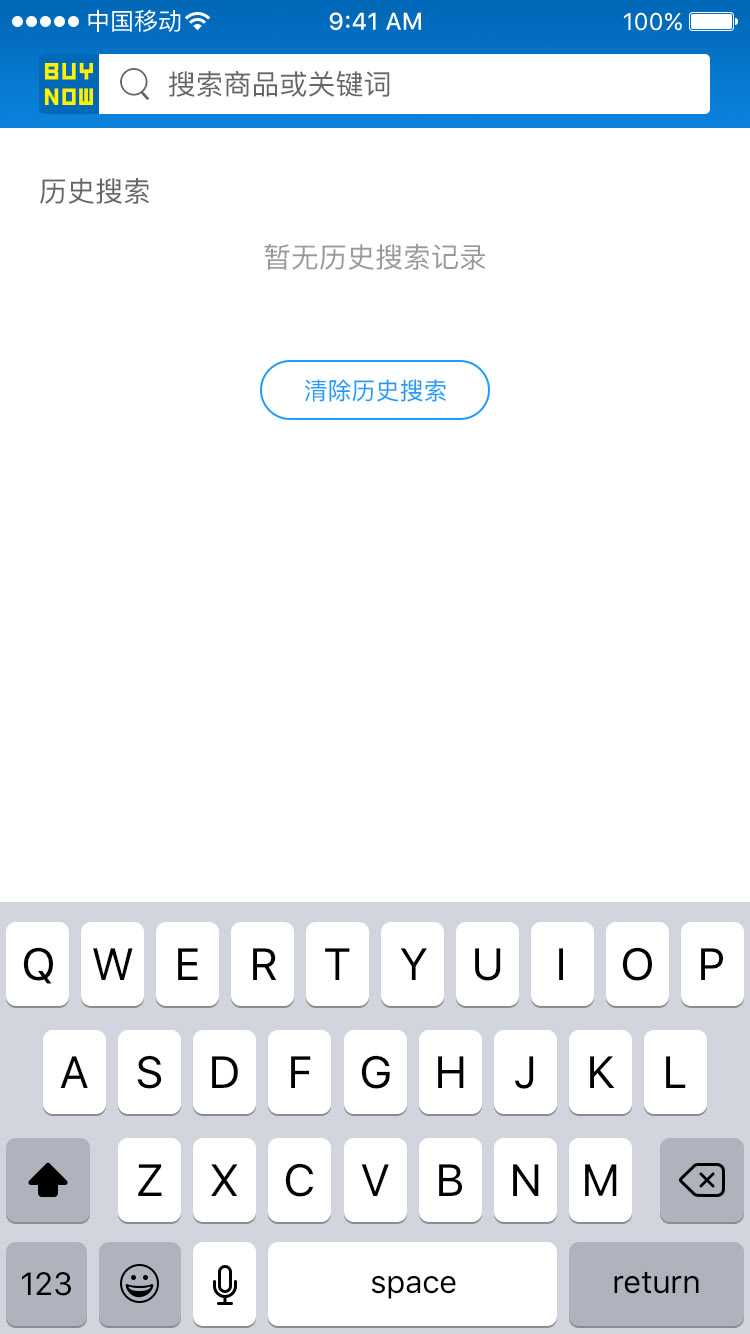 中国移动 9:41 AM 100%
BUY
NOW
搜索商品或关键词
历史搜索
暂无历史搜索记录
清除历史搜索
Q W E R T Y U I O P
A S D F G H J K L
Z X C V B N M
123 space return